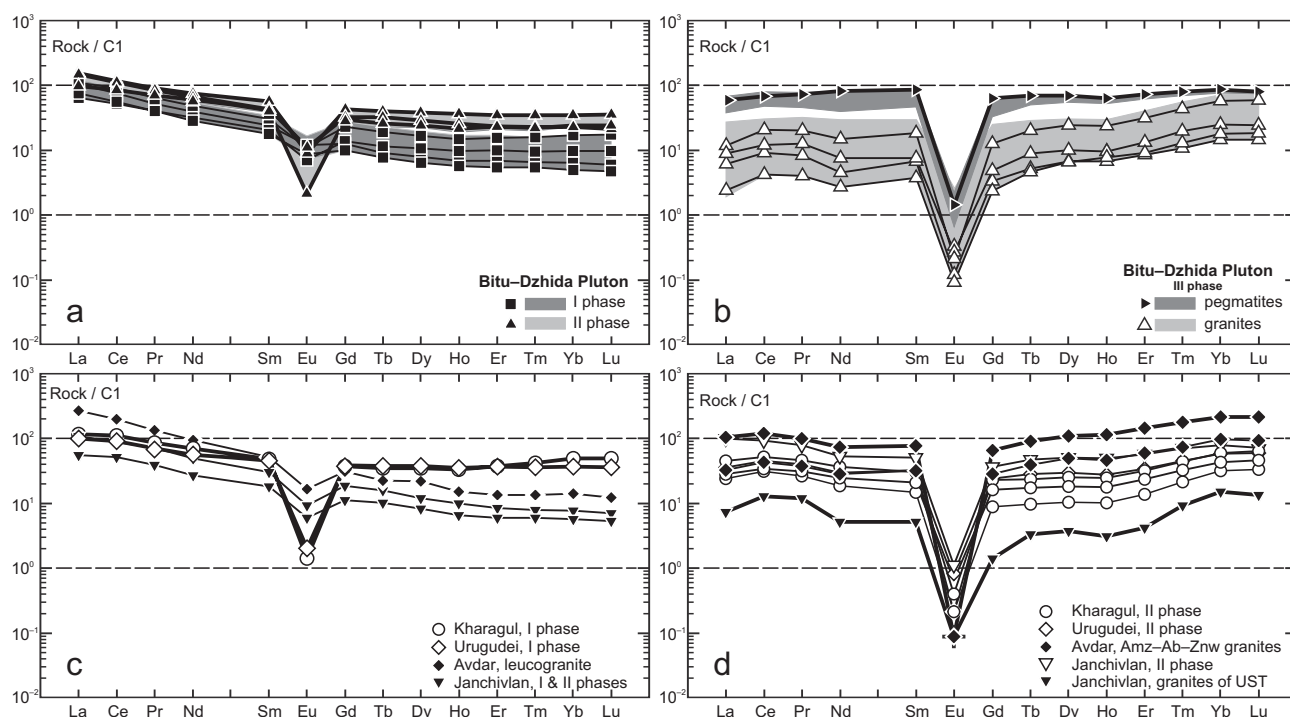 10³
10²
10¹
10⁰
10⁻¹
10⁻²
Rock / C1
a
Bitu–Dzhida Pluton
I phase
II phase
La Ce Pr Nd Sm Eu Gd Tb Dy Ho Er Tm Yb Lu
10³
10²
10¹
10⁰
10⁻¹
10⁻²
Rock / C1
b
Bitu–Dzhida Pluton
III phase
pegmatites
granites
La Ce Pr Nd Sm Eu Gd Tb Dy Ho Er Tm Yb Lu
10³
10²
10¹
10⁰
10⁻¹
10⁻²
Rock / C1
c
Kharagul, I phase
Urugudei, I phase
Avdar, leucogranite
Janchivlan, I & II phases
La Ce Pr Nd Sm Eu Gd Tb Dy Ho Er Tm Yb Lu
10³
10²
10¹
10⁰
10⁻¹
10⁻²
Rock / C1
d
Kharagul, II phase
Urugudei, II phase
Avdar, Amz–Ab–Znw granites
Janchivlan, II phase
Janchivlan, granites of UST
La Ce Pr Nd Sm Eu Gd Tb Dy Ho Er Tm Yb Lu